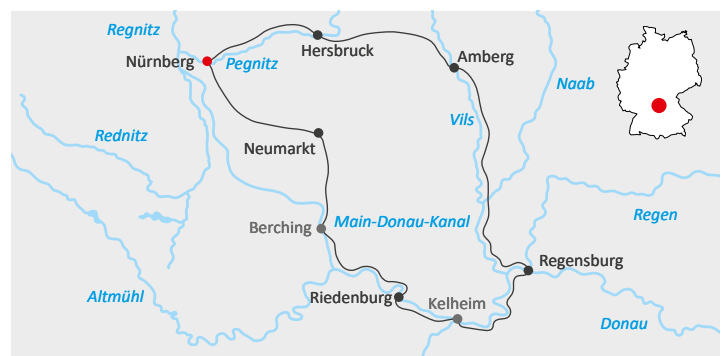 Regnitz
Nürnberg
Pegnitz
Hersbruck
Amberg
Naab
Vils
Rednitz
Neumarkt
Berching
Main-Donau-Kanal
Regen
Regensburg
Altmühl
Riedenburg
Kelheim
Donau